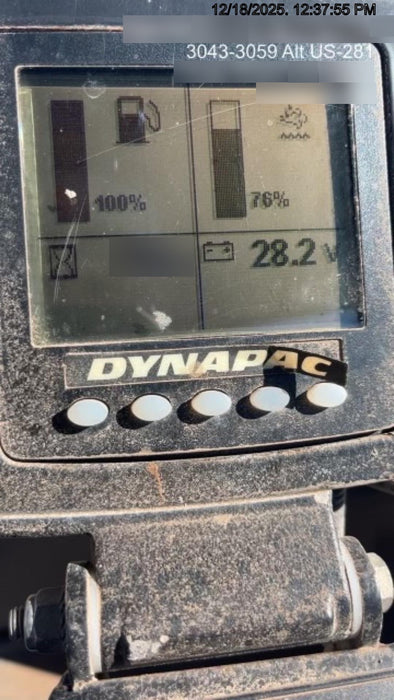 12/18/2025, 12:37:55 PM
3043-3059 Alt US-281
100%
76%
28.2 V
DYNAPAC